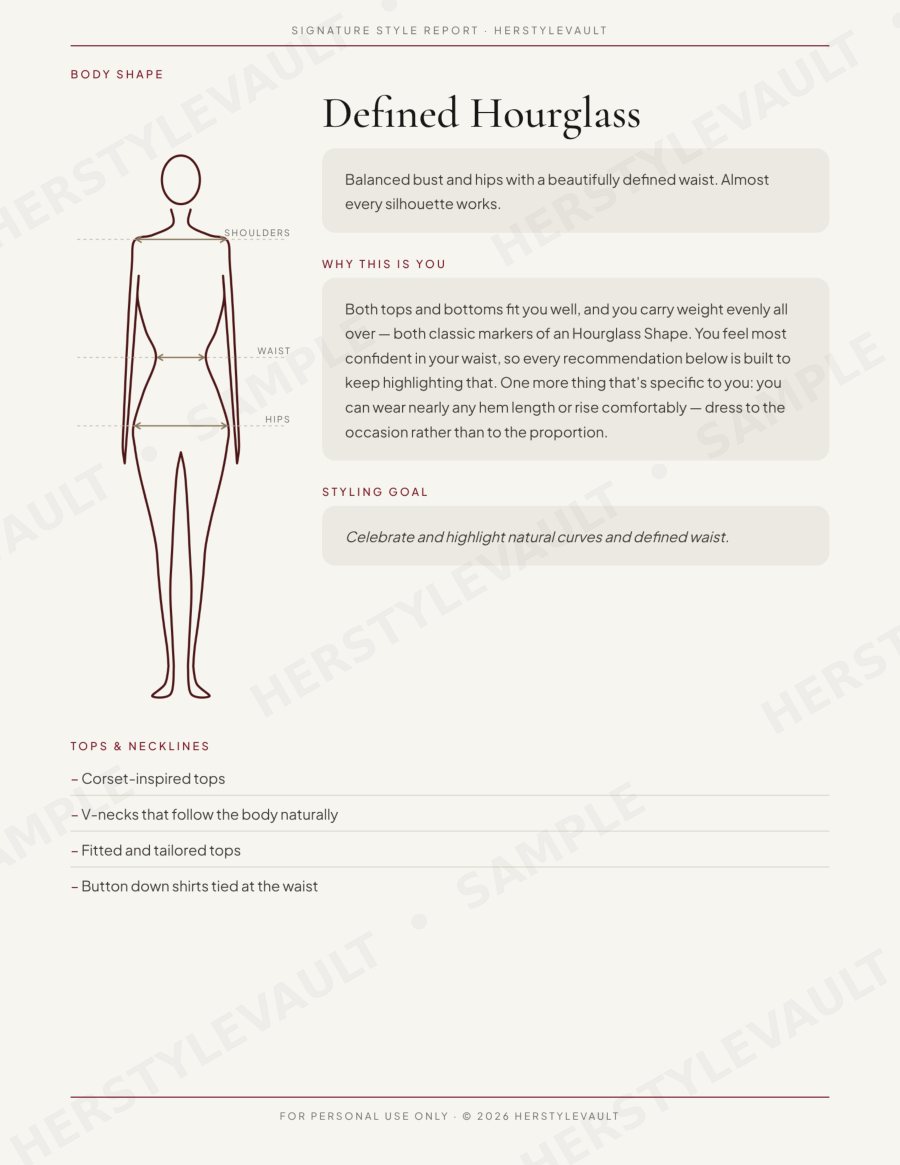 SIGNATURE STYLE REPORT · HERSTYLEVAULT
BODY SHAPE
Defined Hourglass
Balanced bust and hips with a beautifully defined waist. Almost
every silhouette works.
SHOULDERS
WAIST
HIPS
WHY THIS IS YOU
Both tops and bottoms fit you well, and you carry weight evenly all
over — both classic markers of an Hourglass Shape. You feel most
confident in your waist, so every recommendation below is built to
keep highlighting that. One more thing that's specific to you: you
can wear nearly any hem length or rise comfortably — dress to the
occasion rather than to the proportion.
STYLING GOAL
Celebrate and highlight natural curves and defined waist.
TOPS & NECKLINES
– Corset-inspired tops
– V-necks that follow the body naturally
– Fitted and tailored tops
– Button down shirts tied at the waist
FOR PERSONAL USE ONLY · © 2026 HERSTYLEVAULT
HERSTYLEVAULT • SAMPLE • HERSTYLEVAULT • SAMPLE